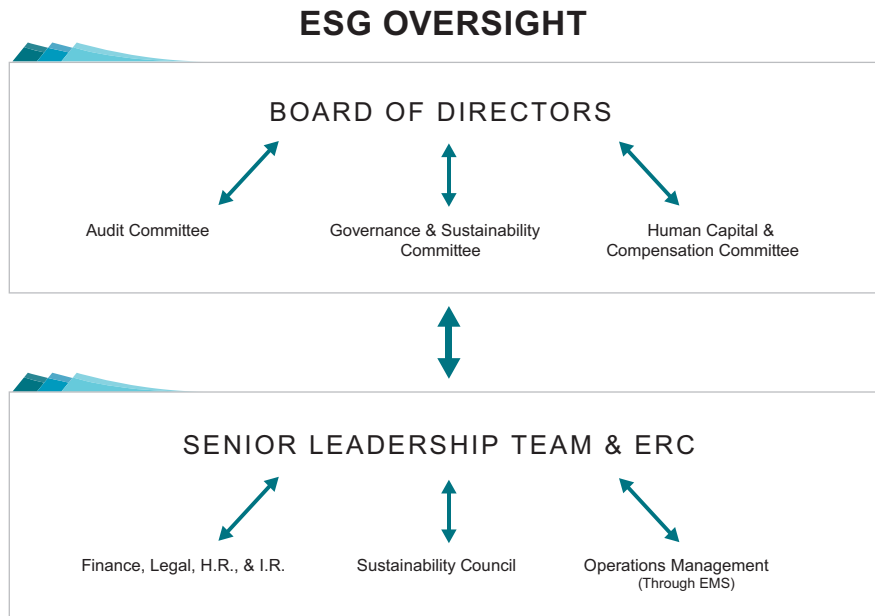 ESG OVERSIGHT
BOARD OF DIRECTORS
Audit Committee
Governance & Sustainability
Committee
Human Capital &
Compensation Committee
SENIOR LEADERSHIP TEAM & ERC
Finance, Legal, H.R., & I.R.
Sustainability Council
Operations Management
(Through EMS)